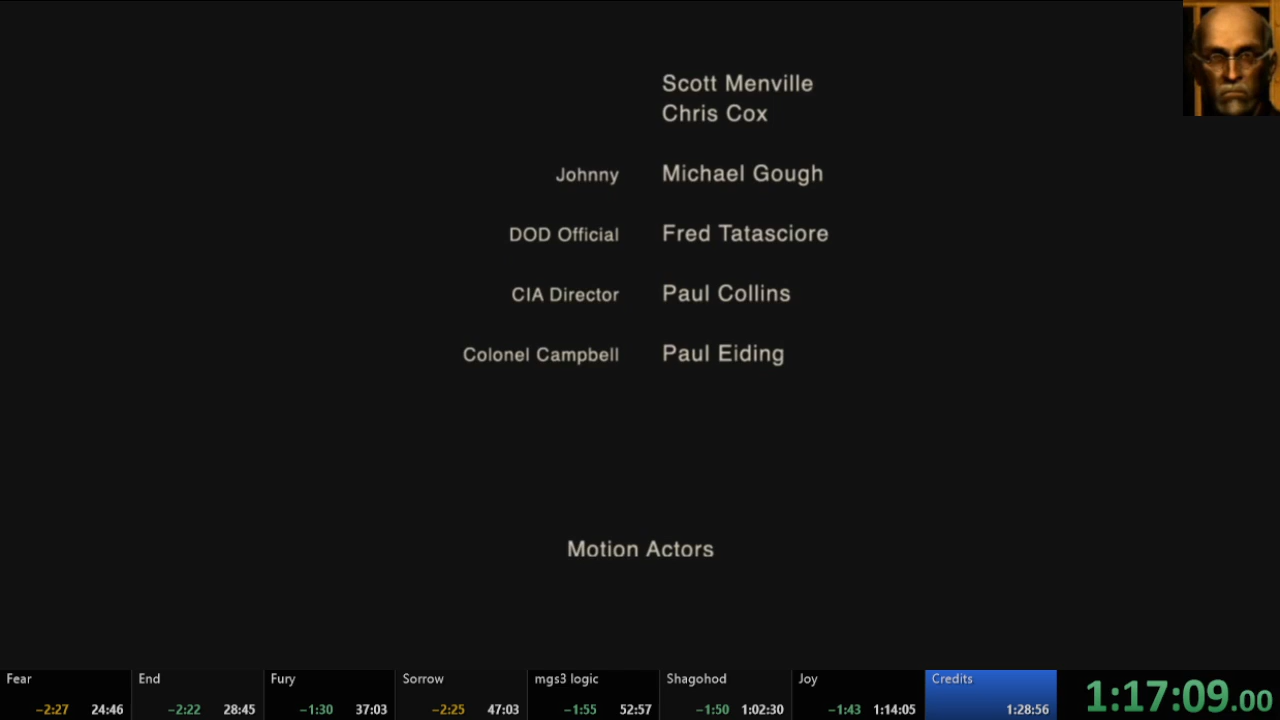 Scott Menville
Chris Cox
Johnny Michael Gough
DOD Official Fred Tatasciore
CIA Director Paul Collins
Colonel Campbell Paul Eiding
Motion Actors
Fear End Fury Sorrow mgs3 logic Shagohod Joy Credits
−2:27 24:46 −2:22 28:45 −1:30 37:03 −2:25 47:03 −1:55 52:57 −1:50 1:02:30 −1:43 1:14:05 1:28:56
1:17:09.00